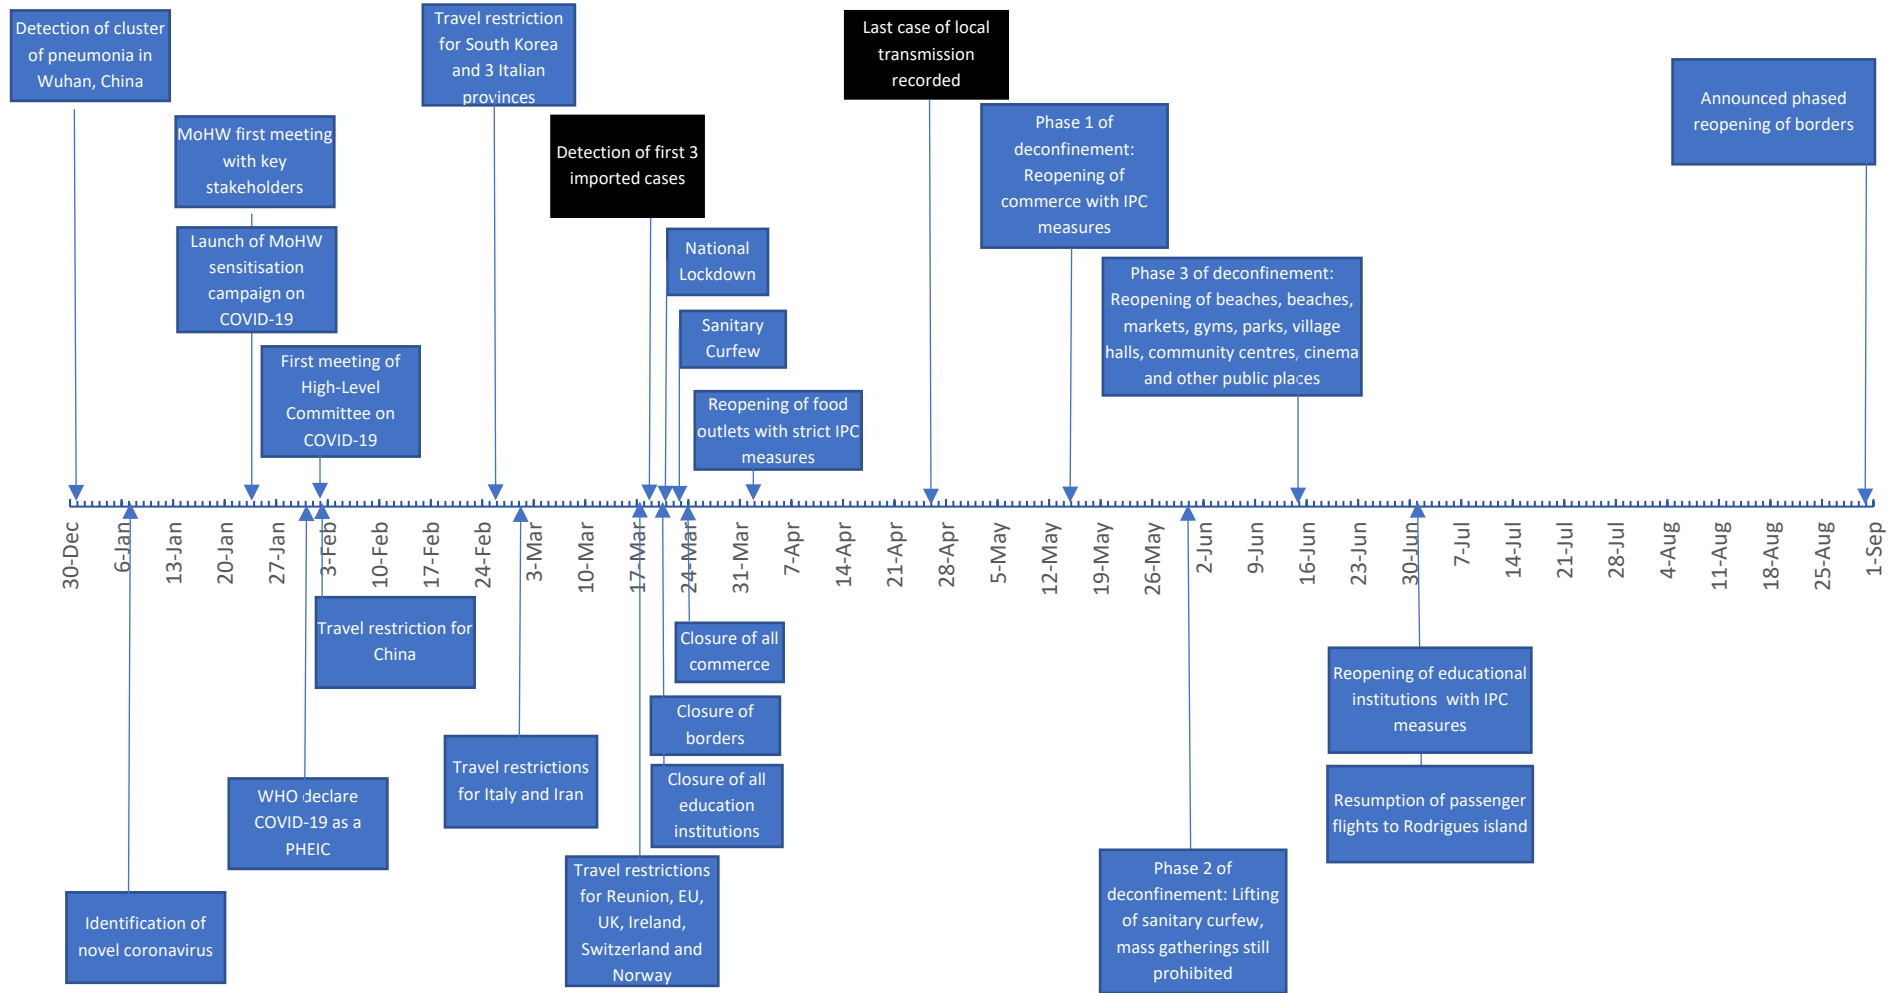 Detection of cluster
of pneumonia in
Wuhan, China
MoHW first meeting
with key
stakeholders
Launch of MoHW
sensitisation
campaign on
COVID-19
First meeting of
High-Level
Committee on
COVID-19
Travel restriction
for South Korea
and 3 Italian
provinces
Detection of first 3
imported cases
National
Lockdown
Sanitary
Curfew
Reopening of food
outlets with strict IPC
measures
Last case of local
transmission
recorded
Phase 1 of
deconfinement:
Reopening of
commerce with IPC
measures
Phase 3 of deconfinement:
Reopening of beaches, beaches,
markets, gyms, parks, village
halls, community centres, cinema
and other public places
Announced phased
reopening of borders
30-Dec
6-Jan
13-Jan
20-Jan
27-Jan
3-Feb
10-Feb
17-Feb
24-Feb
3-Mar
10-Mar
17-Mar
24-Mar
31-Mar
7-Apr
14-Apr
21-Apr
28-Apr
5-May
12-May
19-May
26-May
2-Jun
9-Jun
16-Jun
23-Jun
30-Jun
7-Jul
14-Jul
21-Jul
28-Jul
4-Aug
11-Aug
18-Aug
25-Aug
1-Sep
Identification of
novel coronavirus
WHO declare
COVID-19 as a
PHEIC
Travel restriction for
China
Travel restrictions
for Italy and Iran
Travel restrictions
for Reunion, EU,
UK, Ireland,
Switzerland and
Norway
Closure of all
commerce
Closure of
borders
Closure of all
education
institutions
Phase 2 of
deconfinement: Lifting
of sanitary curfew,
mass gatherings still
prohibited
Reopening of educational
institutions  with IPC
measures
Resumption of passenger
flights to Rodrigues island